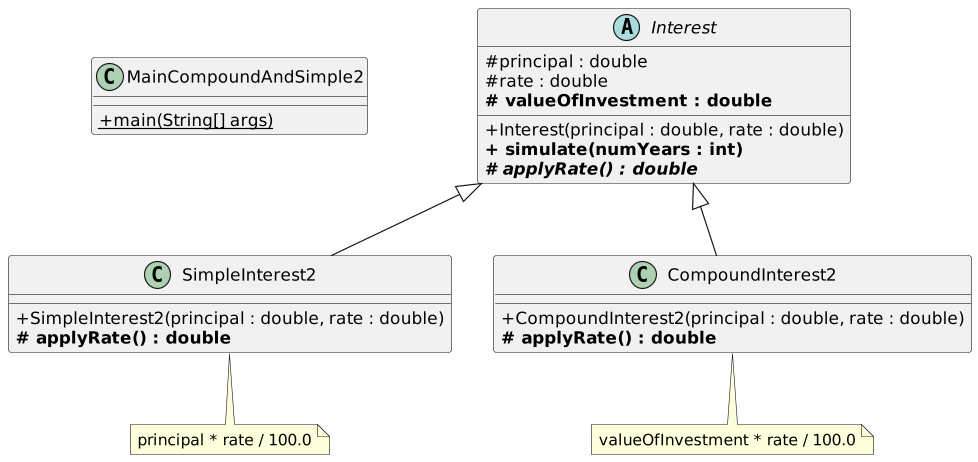 A Interest
#principal : double
#rate : double
# valueOfInvestment : double
+Interest(principal : double, rate : double)
+ simulate(numYears : int)
# applyRate() : double
C MainCompoundAndSimple2
+main(String[] args)
C SimpleInterest2
+SimpleInterest2(principal : double, rate : double)
# applyRate() : double
C CompoundInterest2
+CompoundInterest2(principal : double, rate : double)
# applyRate() : double
principal * rate / 100.0
valueOfInvestment * rate / 100.0